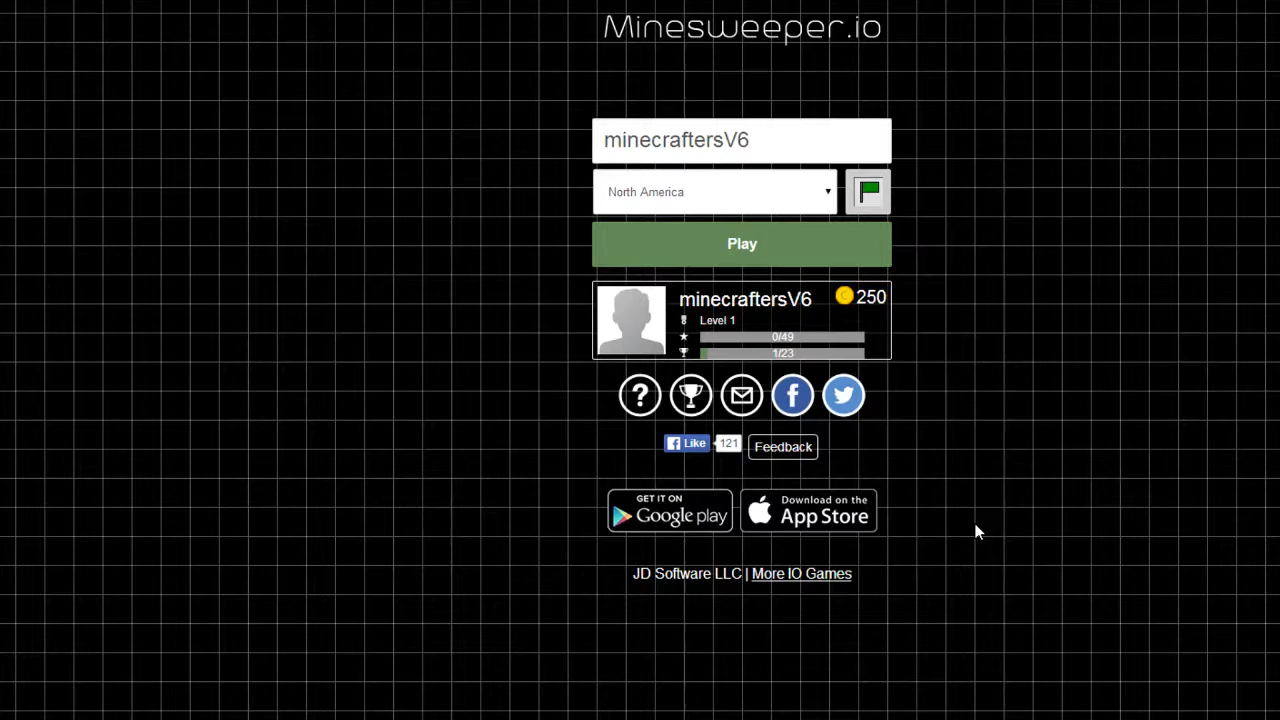 Minesweeper.io
minecraftersV6
North America
Play
minecraftersV6 250
Level 1
0/49
1/23
?
f
Like 121 Feedback
GET IT ON
Google play
Download on the
App Store
JD Software LLC | More IO Games